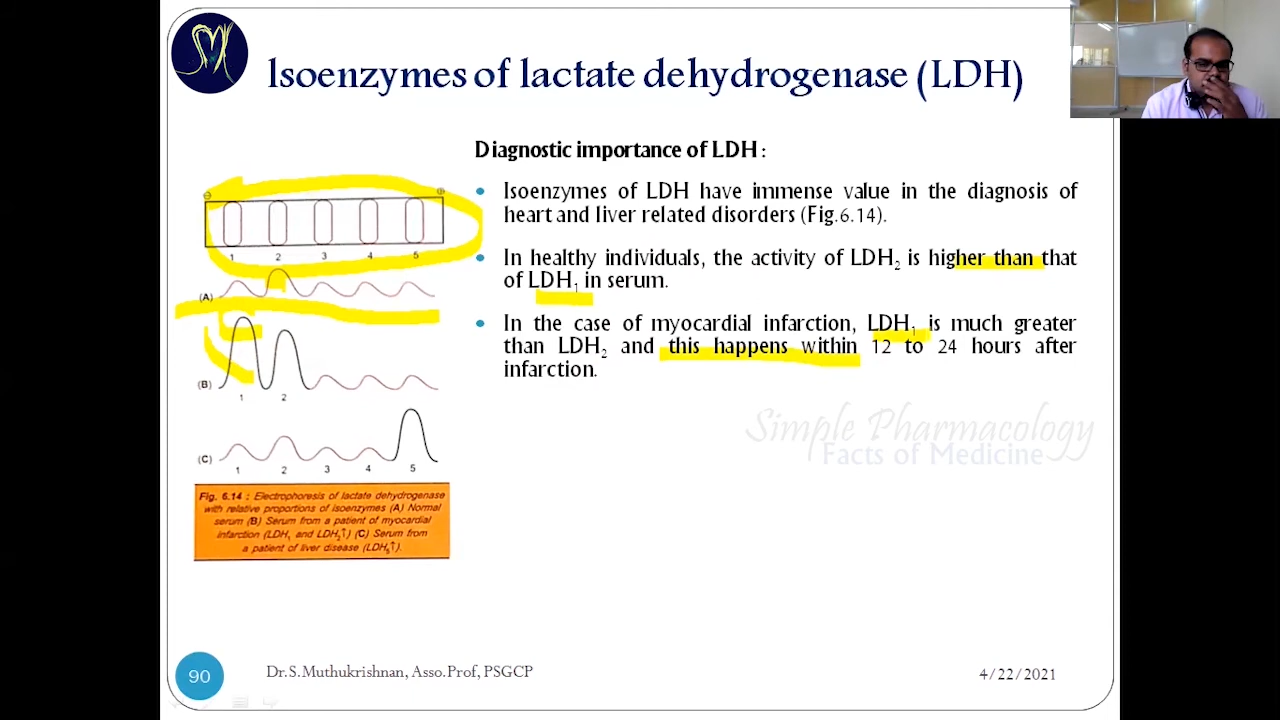 SM
Isoenzymes of lactate dehydrogenase (LDH)
Diagnostic importance of LDH :
• Isoenzymes of LDH have immense value in the diagnosis of
heart and liver related disorders (Fig.6.14).
• In healthy individuals, the activity of LDH2 is higher than that
of LDH1 in serum.
• In the case of myocardial infarction, LDH1 is much greater
than LDH2 and this happens within 12 to 24 hours after
infarction.
⊖ ⊕
1 2 3 4 5
(A)
(B)
1 2
(C)
1 2 3 4 5
Fig. 6.14 : Electrophoresis of lactate dehydrogenase
with relative proportions of isoenzymes (A) Normal
serum (B) Serum from a patient of myocardial
infarction (LDH1 and LDH2↑) (C) Serum from
a patient of liver disease (LDH5↑).
Simple Pharmacology
Facts of Medicine
90
Dr.S.Muthukrishnan, Asso.Prof, PSGCP
4/22/2021